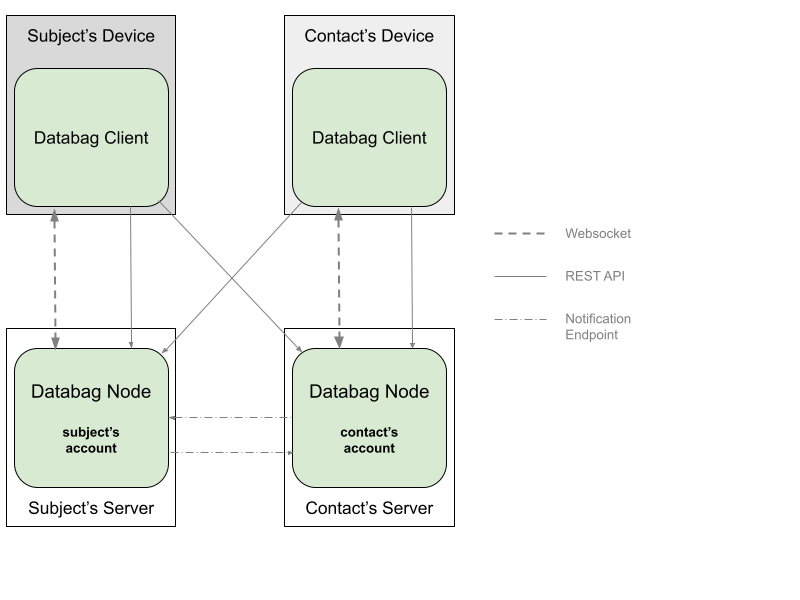 Subject’s Device
Databag Client
Contact’s Device
Databag Client
Websocket
REST API
Notification
Endpoint
Databag Node
subject’s
account
Subject’s Server
Databag Node
contact’s
account
Contact’s Server